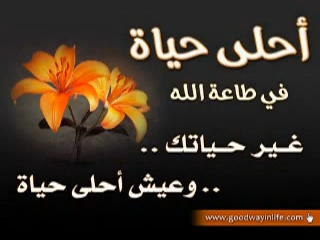 أحلى حياة
في طاعة الله
غير حياتك ..
.. وعيش أحلى حياة
www.goodwayinlife.com